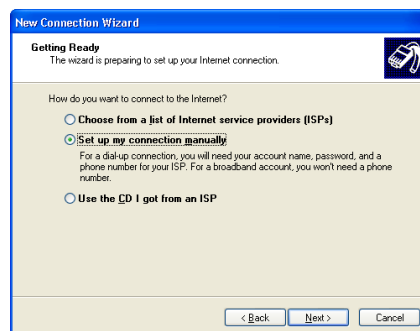 New Connection Wizard
Getting Ready
The wizard is preparing to set up your Internet connection.
How do you want to connect to the Internet?
Choose from a list of Internet service providers (ISPs)
Set up my connection manually
For a dial-up connection, you will need your account name, password, and a
phone number for your ISP. For a broadband account, you won't need a phone
number.
Use the CD I got from an ISP
< Back
Next >
Cancel